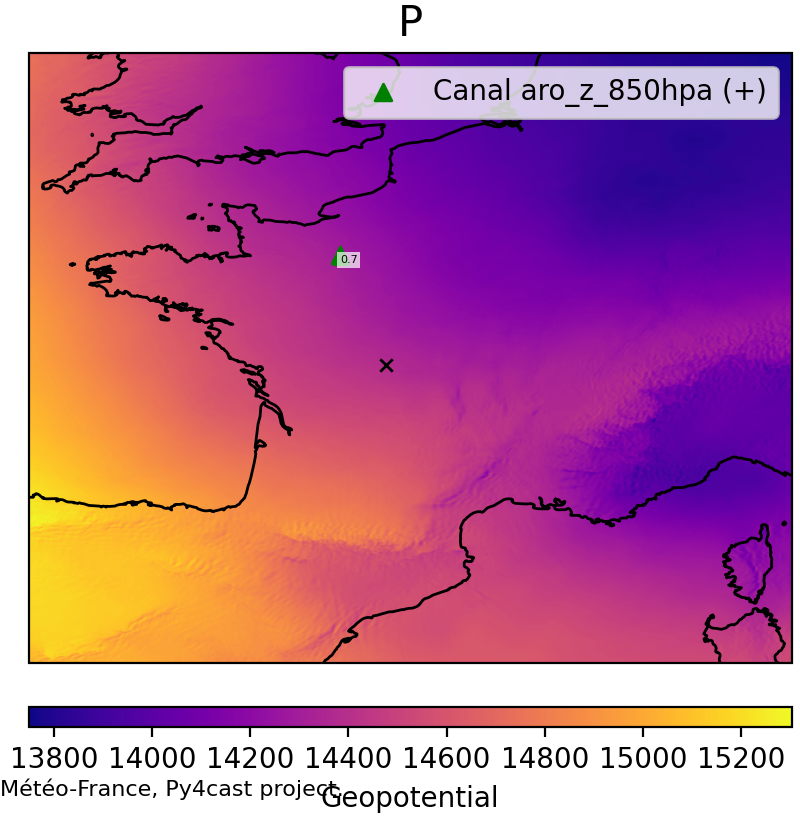 P
Canal aro_z_850hpa (+)
0.7
13800 14000 14200 14400 14600 14800 15000 15200
Météo-France, Py4cast project.
Geopotential